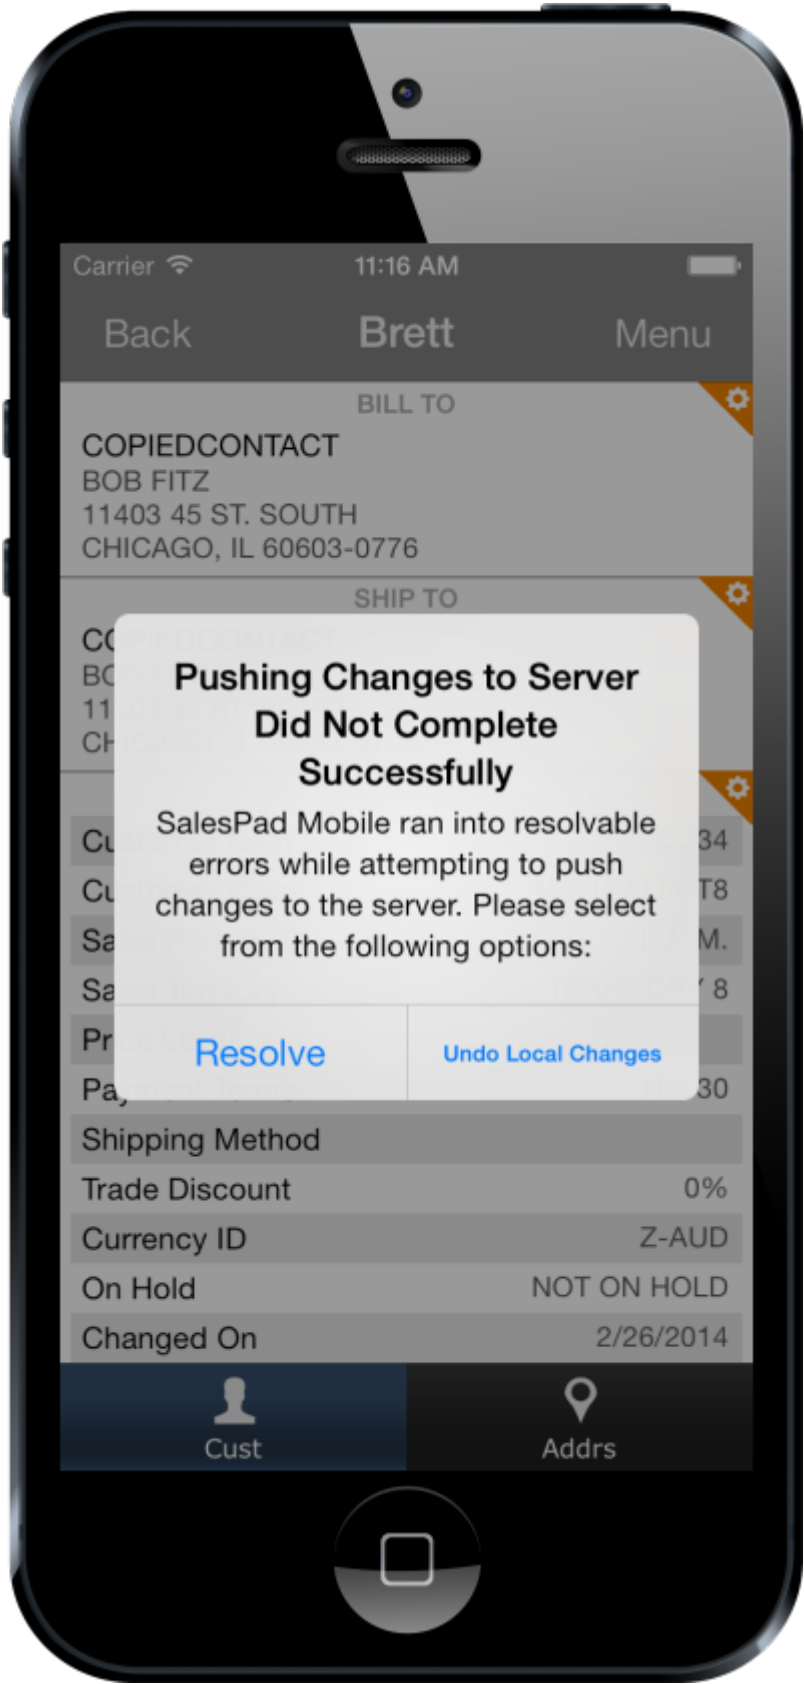 Carrier
11:16 AM
Back
Brett
Menu
BILL TO
COPIEDCONTACT
BOB FITZ
11403 45 ST. SOUTH
CHICAGO, IL 60603-0776
SHIP TO
Pushing Changes to Server
Did Not Complete
Successfully
SalesPad Mobile ran into resolvable
errors while attempting to push
changes to the server. Please select
from the following options:
Resolve
Undo Local Changes
Shipping Method
Trade Discount
0%
Currency ID
Z-AUD
On Hold
NOT ON HOLD
Changed On
2/26/2014
Cust
Addrs